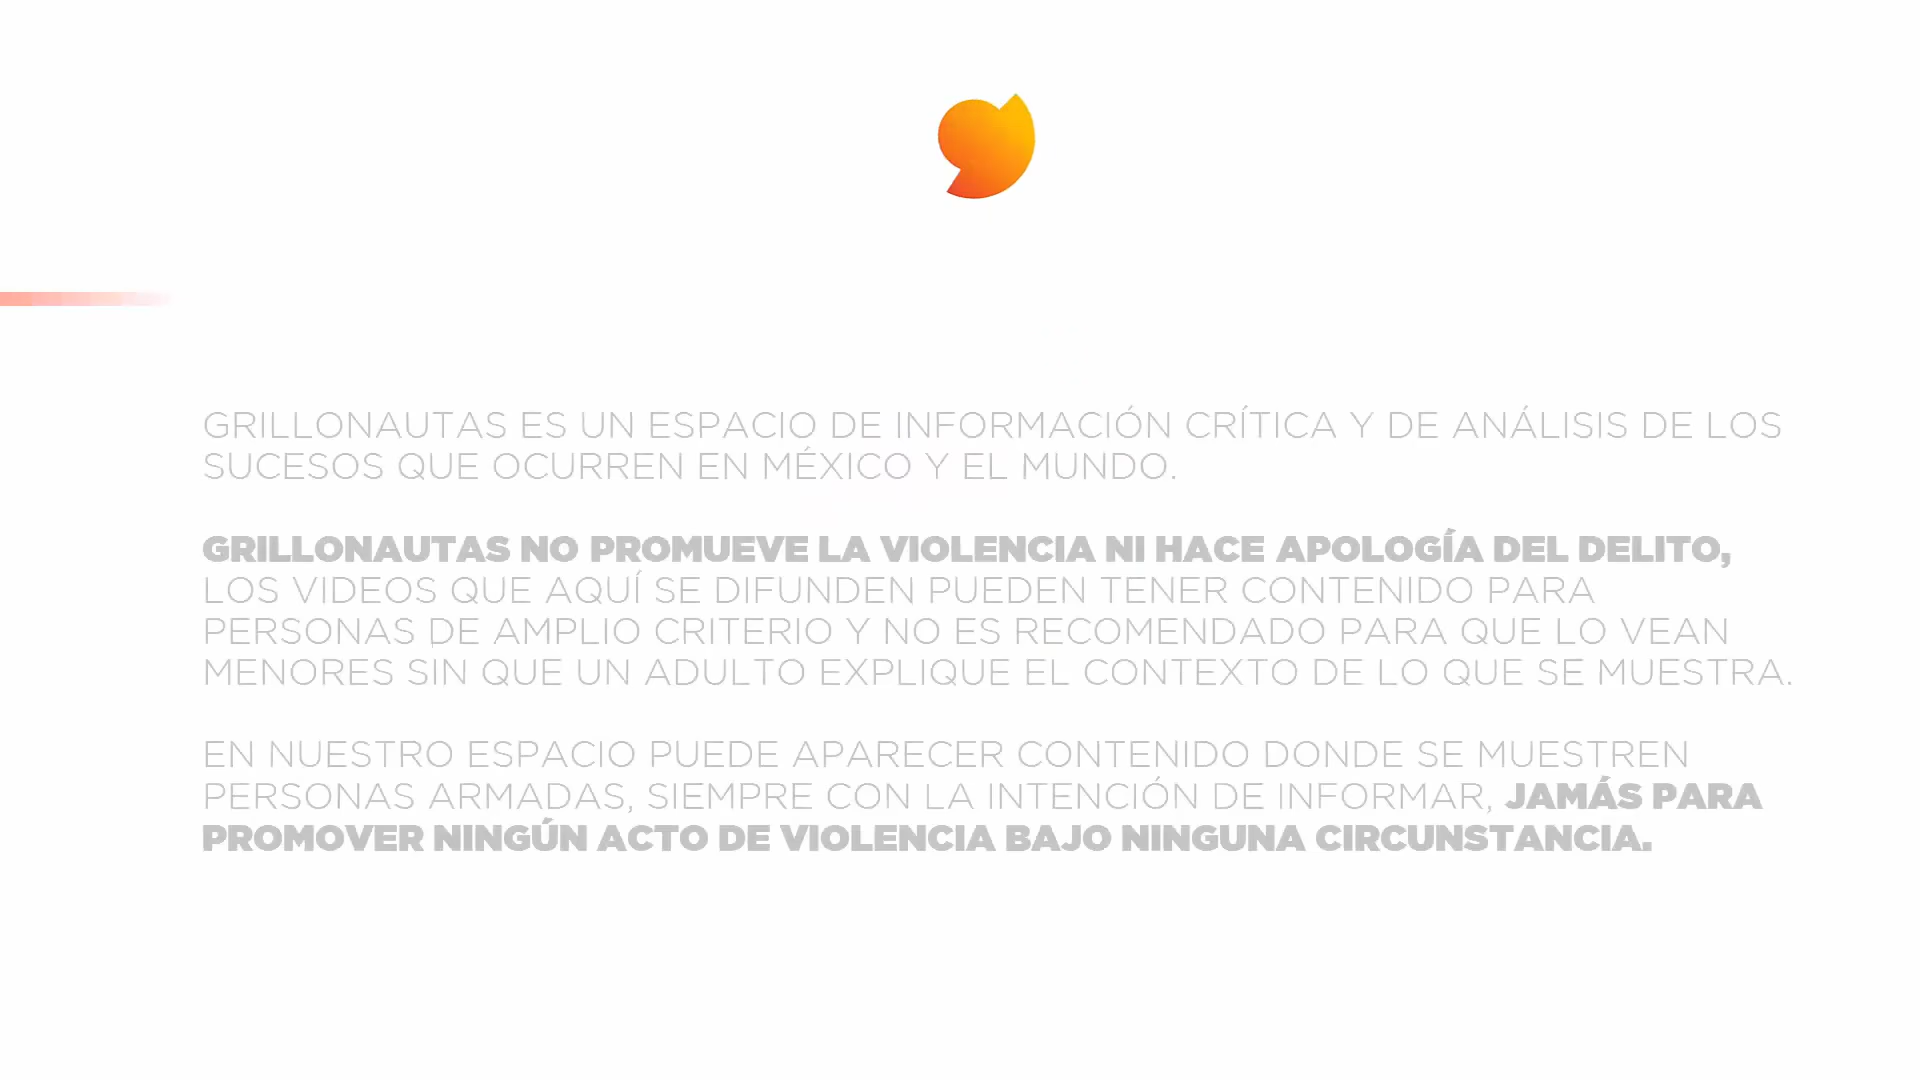 GRILLONAUTAS ES UN ESPACIO DE INFORMACIÓN CRÍTICA Y DE ANÁLISIS DE LOS
SUCESOS QUE OCURREN EN MÉXICO Y EL MUNDO.
GRILLONAUTAS NO PROMUEVE LA VIOLENCIA NI HACE APOLOGÍA DEL DELITO,
LOS VIDEOS QUE AQUÍ SE DIFUNDEN PUEDEN TENER CONTENIDO PARA
PERSONAS DE AMPLIO CRITERIO Y NO ES RECOMENDADO PARA QUE LO VEAN
MENORES SIN QUE UN ADULTO EXPLIQUE EL CONTEXTO DE LO QUE SE MUESTRA.
EN NUESTRO ESPACIO PUEDE APARECER CONTENIDO DONDE SE MUESTREN
PERSONAS ARMADAS, SIEMPRE CON LA INTENCIÓN DE INFORMAR, JAMÁS PARA
PROMOVER NINGÚN ACTO DE VIOLENCIA BAJO NINGUNA CIRCUNSTANCIA.